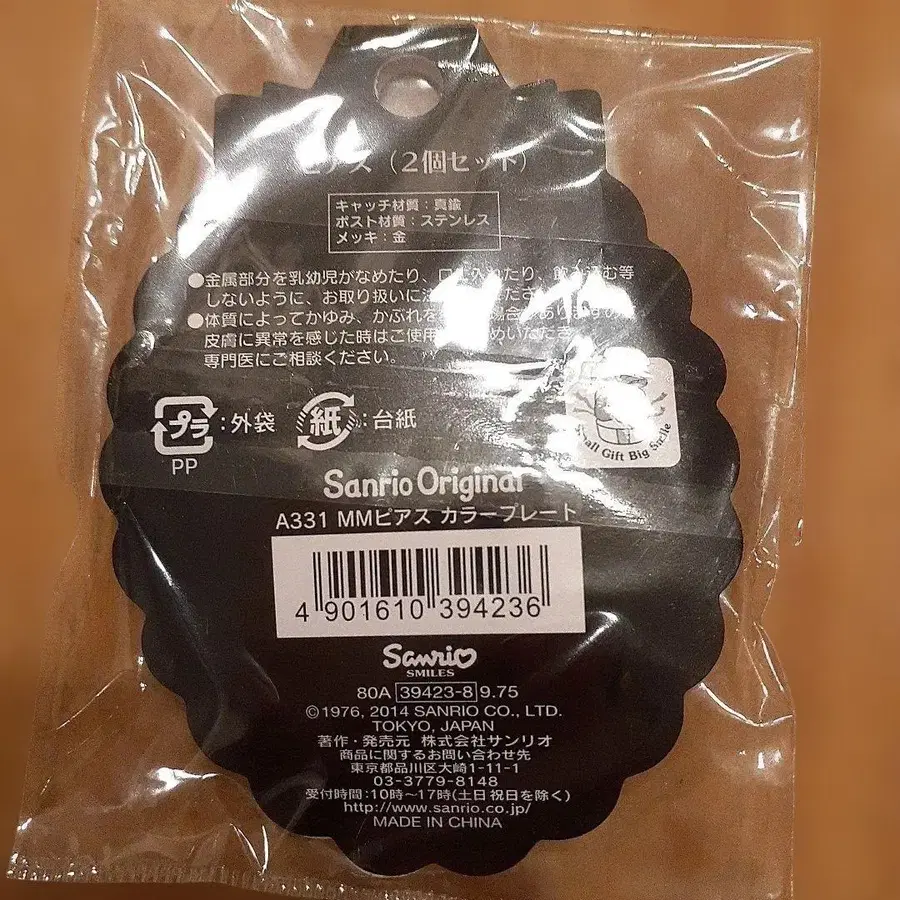 ピアス（2個セット）
キャッチ材質：真鍮
ポスト材質：ステンレス
メッキ：金
●金属部分を乳幼児がなめたり、口に入れたり、飲み込む等
しないように、お取り扱いに注
●体質によってかゆみ、かぶれを
皮膚に異常を感じた時はご使用
専門医にご相談ください。
プラ：外袋 紙：台紙
PP
Small Gift Big Smile
Sanrio Original
A331 MMピアス カラープレート
4 901610 394236
Sanrio
SMILES
80A 39423-8 9.75
©1976, 2014 SANRIO CO., LTD.
TOKYO, JAPAN
著作・発売元 株式会社サンリオ
商品に関するお問い合わせ先
東京都品川区大崎1-11-1
03-3779-8148
受付時間：10時～17時(土日祝日を除く)
http://www.sanrio.co.jp/
MADE IN CHINA